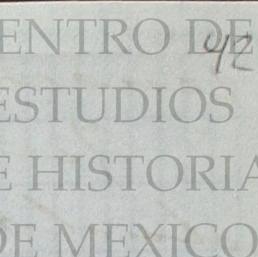 ENTRO DE
42
ESTUDIOS
E HISTORIA
DE MEXICO